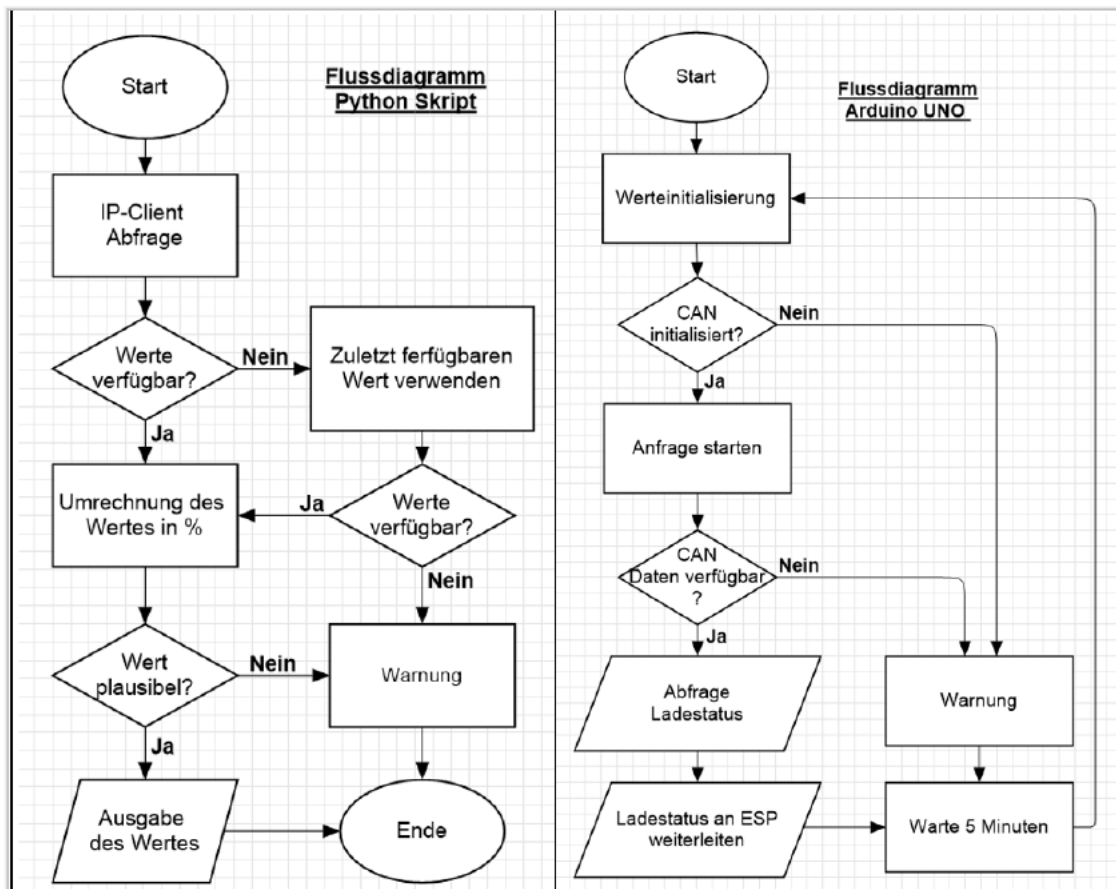 Flussdiagramm
Python Skript
Start
IP-Client
Abfrage
Werte
verfügbar?
Nein
Zuletzt ferfügbaren
Wert verwenden
Ja
Umrechnung des
Wertes in %
Ja
Werte
verfügbar?
Nein
Wert
plausibel?
Nein
Warnung
Ja
Ausgabe
des Wertes
Ende
Flussdiagramm
Arduino UNO
Start
Werteinitialisierung
CAN
initialisiert?
Nein
Ja
Anfrage starten
CAN
Daten verfügbar
?
Nein
Ja
Abfrage
Ladestatus
Warnung
Ladestatus an ESP
weiterleiten
Warte 5 Minuten